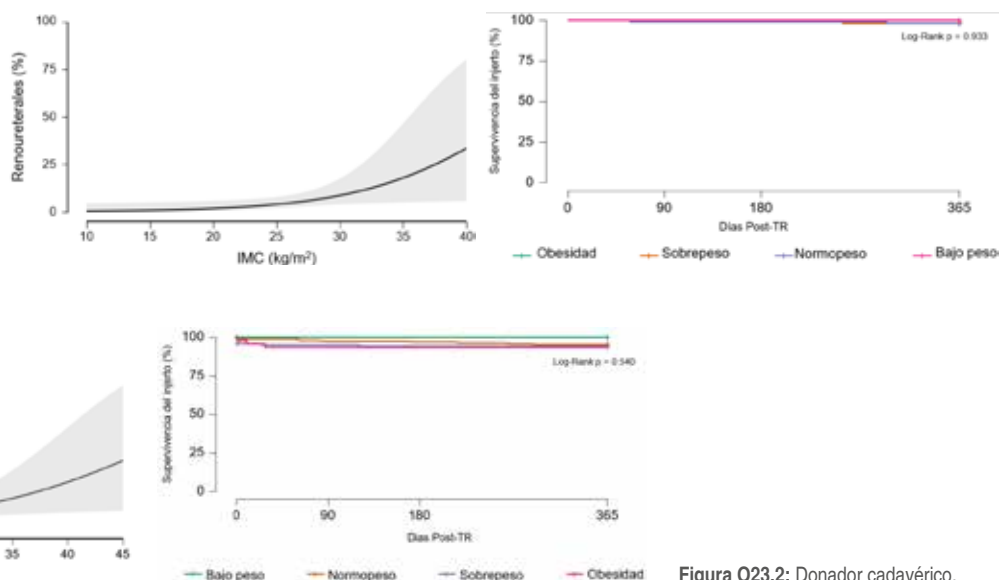 100
75
50
25
0
Renoureterales (%)
10 15 20 25 30 35 40
IMC (kg/m²)
100
75
50
25
0
Supervivencia del injerto (%)
Log-Rank p = 0.933
0 90 180 365
Días Post-TR
Obesidad Sobrepeso Normopeso Bajo peso
35 40 45
100
75
50
25
0
Supervivencia del injerto (%)
Log-Rank p = 0.540
0 90 180 365
Días Post-TR
Bajo peso Normopeso Sobrepeso Obesidad
Figura O23.2: Donador cadavérico.